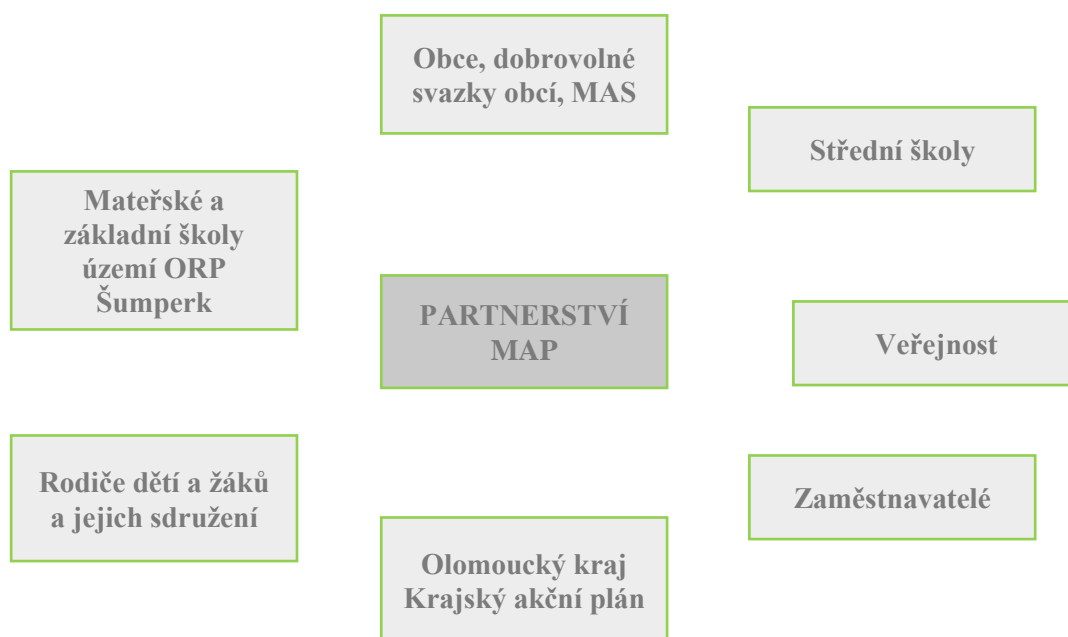 Obce, dobrovolné
svazky obcí, MAS
Střední školy
Mateřské a
základní školy
území ORP
Šumperk
PARTNERSTVÍ
MAP
Veřejnost
Rodiče dětí a žáků
a jejich sdružení
Zaměstnavatelé
Olomoucký kraj
Krajský akční plán